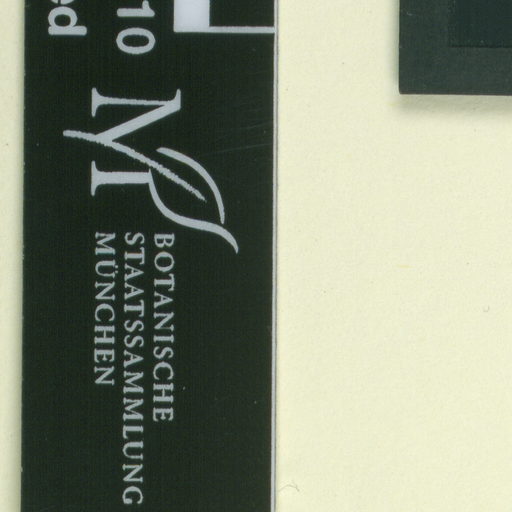 10
ed
BOTANISCHE
STAATSSAMMLUNG
MÜNCHEN